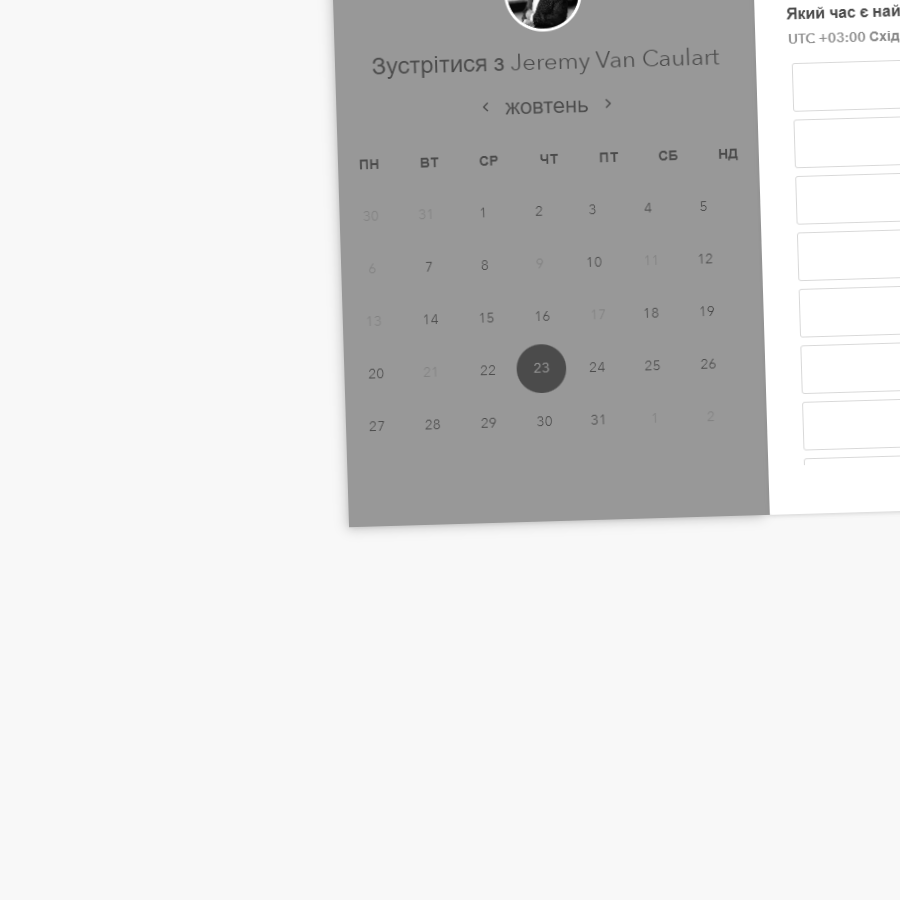 Зустрітися з Jeremy Van Caulart
‹ жовтень ›
ПН ВТ СР ЧТ ПТ СБ НД
30 31 1 2 3 4 5
6 7 8 9 10 11 12
13 14 15 16 17 18 19
20 21 22 23 24 25 26
27 28 29 30 31 1 2
Який час є
UTC +03:00